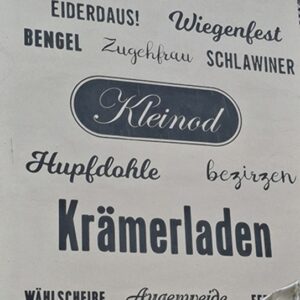 EIDERDAUS! Wiegenfest
BENGEL Zugehfrau SCHLAWINER
Kleinod
Hupfdohle bezirzen
Krämerladen
WÄHLSCHEIBE Augenweide